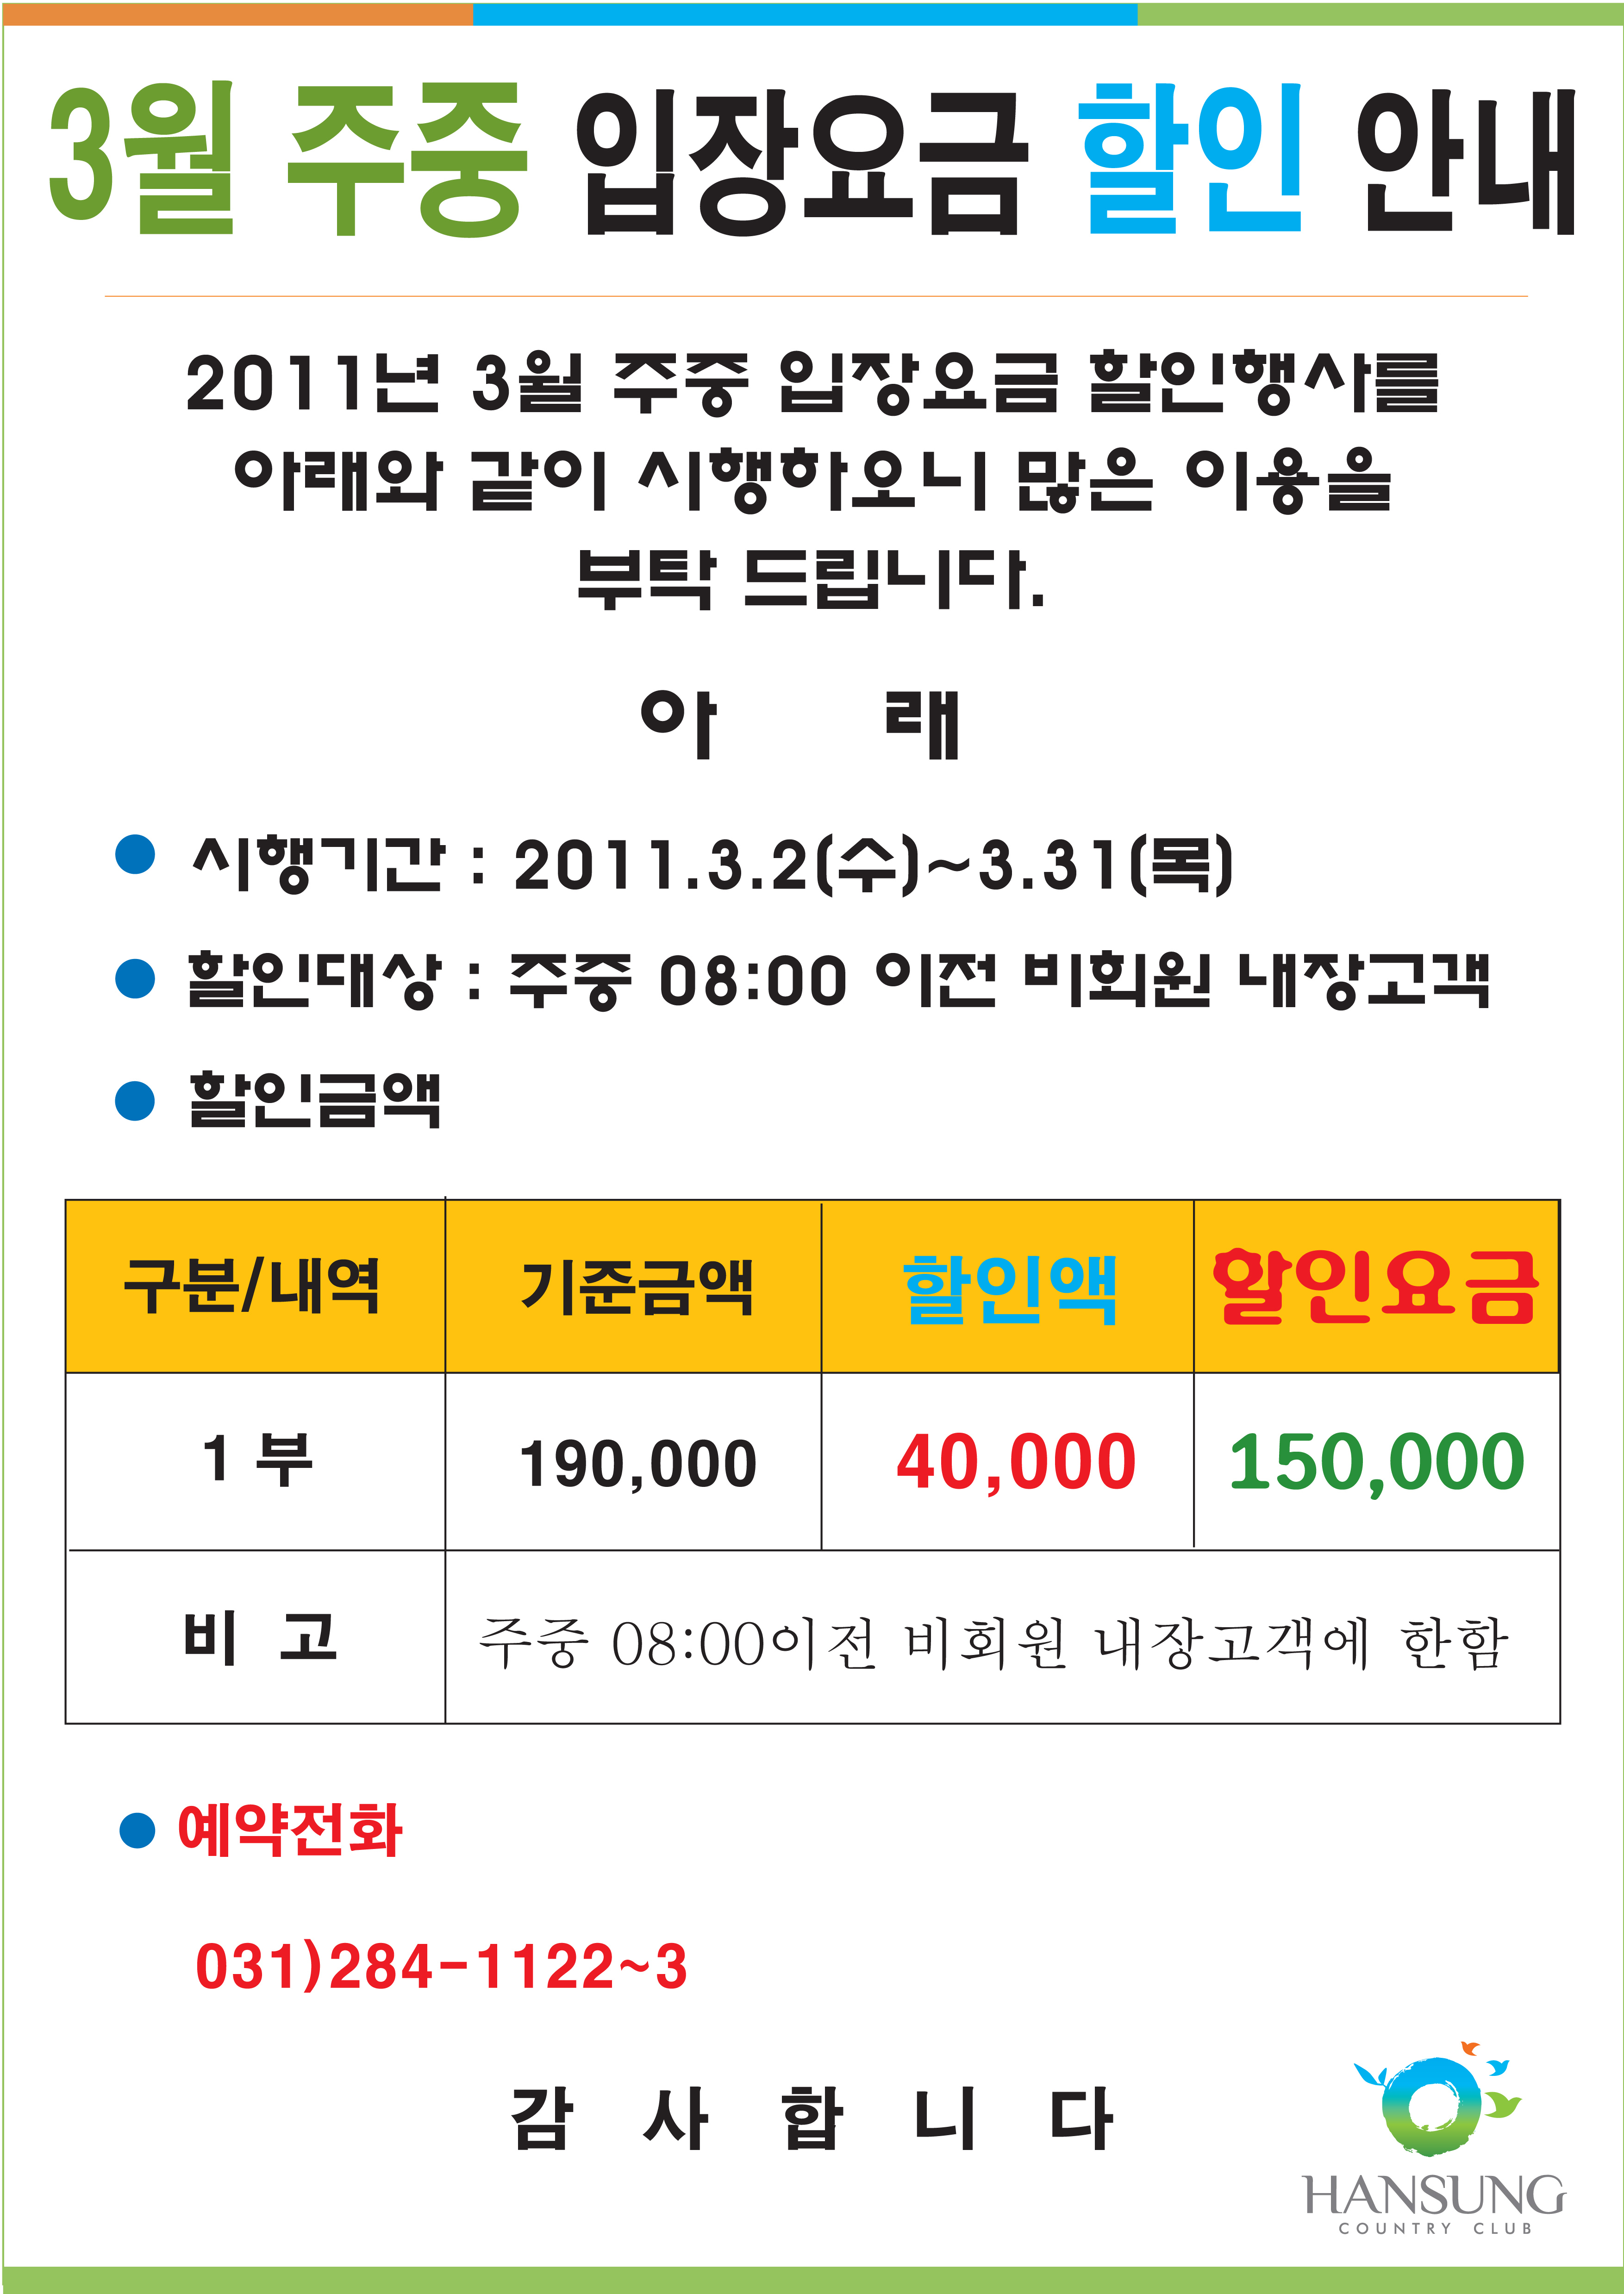 3월 주중 입장요금 할인 안내
2011년 3월 주중 입장요금 할인행사를
아래와 같이 시행하오니 많은 이용을
부탁 드립니다.
아 래
● 시행기간 : 2011.3.2(수)~3.31(목)
● 할인대상 : 주중 08:00 이전 비회원 내장고객
● 할인금액
구분/내역 기준금액 할인액 할인요금
1 부 190,000 40,000 150,000
비 고 주중 08:00이전 비회원 내장고객에 한함
● 예약전화
031)284-1122~3
감 사 합 니 다
HANSUNG
COUNTRY CLUB